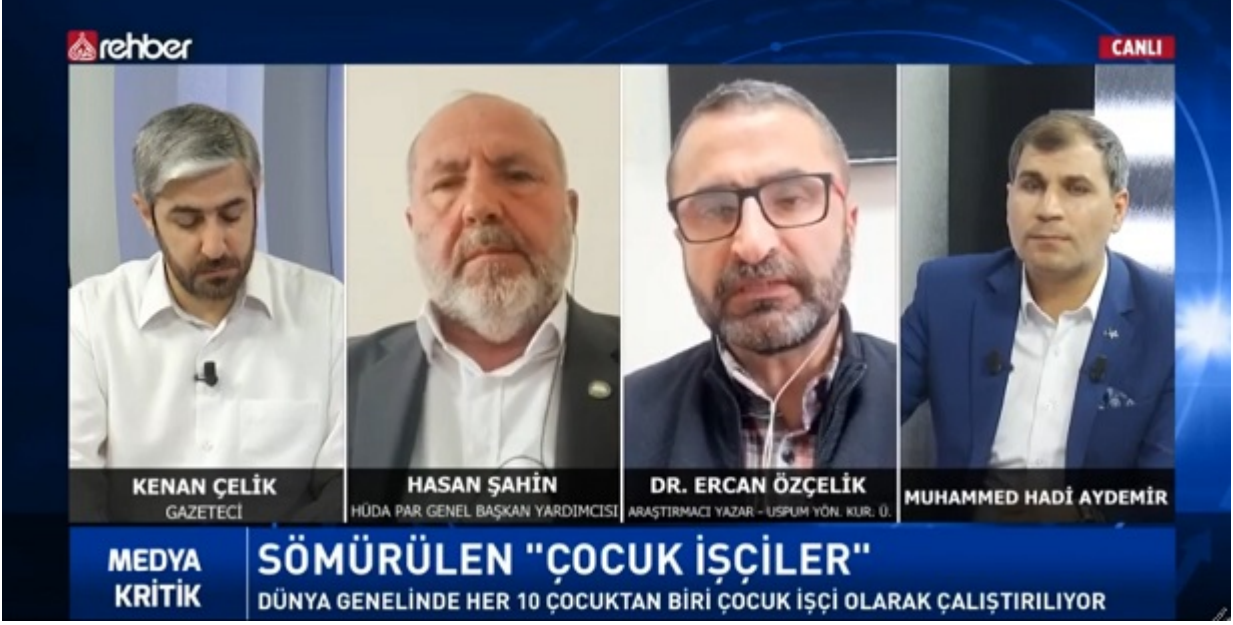 rehber
CANLI
KENAN ÇELİK
GAZETECİ
HASAN ŞAHİN
HÜDA PAR GENEL BAŞKAN YARDIMCISI
DR. ERCAN ÖZÇELİK
ARAŞTIRMACI YAZAR - USPUM YÖN. KUR. Ü.
MUHAMMED HADİ AYDEMİR
MEDYA
KRİTİK
SÖMÜRÜLEN "ÇOCUK İŞÇİLER"
DÜNYA GENELİNDE HER 10 ÇOCUKTAN BİRİ ÇOCUK İŞÇİ OLARAK ÇALIŞTIRILIYOR